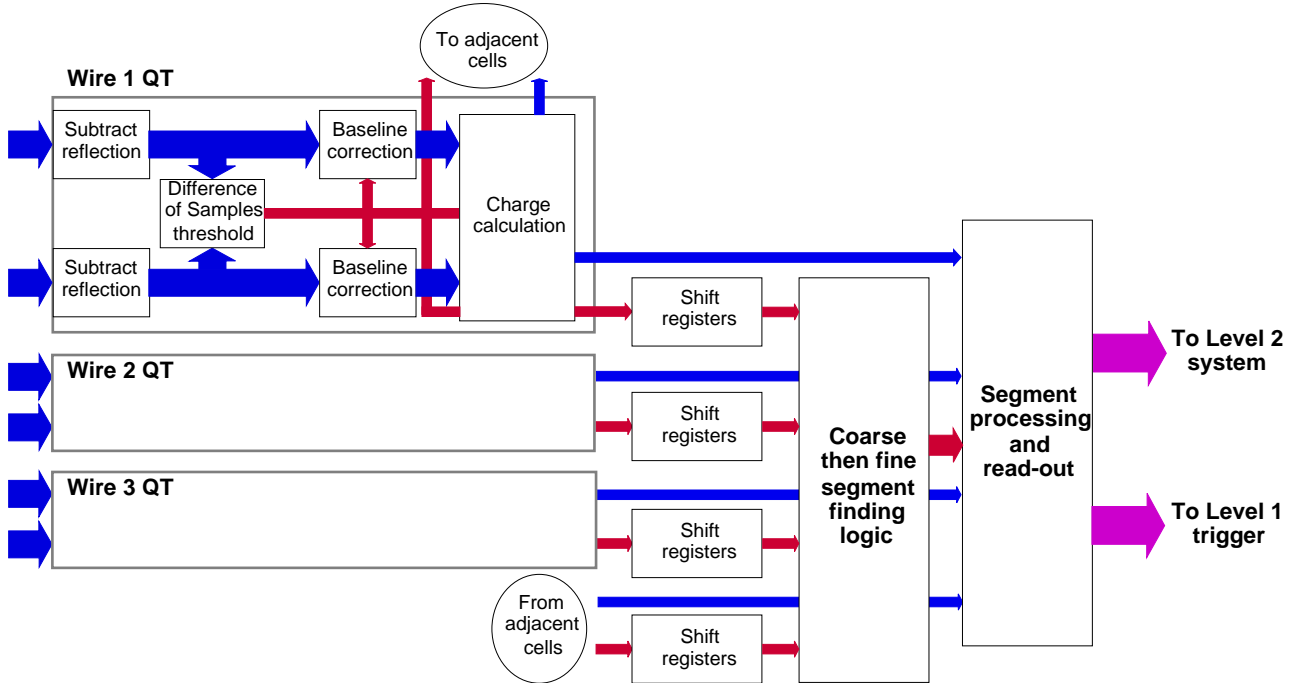 To adjacent
cells
Wire 1 QT
Subtract
reflection
Baseline
correction
Difference
of Samples
threshold
Charge
calculation
Subtract
reflection
Baseline
correction
Shift
registers
Wire 2 QT
Shift
registers
Wire 3 QT
Shift
registers
From
adjacent
cells
Shift
registers
Coarse
then fine
segment
finding
logic
Segment
processing
and
read-out
To Level 2
system
To Level 1
trigger